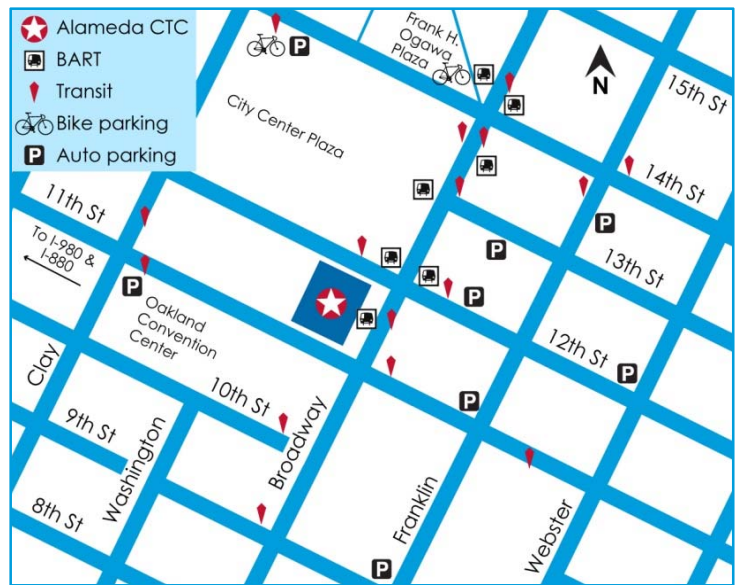 Alameda CTC
BART
Transit
Bike parking
P Auto parking
P
Frank H.
Ogawa
Plaza
N
15th St
City Center Plaza
14th St
11th St
P
P
13th St
To I-980 &
I-880
P
P
Oakland
Convention
Center
12th St
P
Clay
10th St
P
9th St
Washington
Broadway
8th St
Franklin
Webster
P